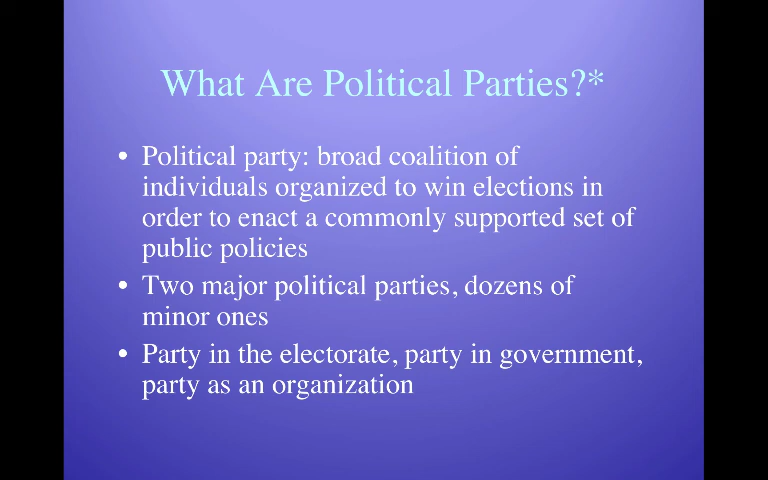 What Are Political Parties?*
• Political party: broad coalition of
individuals organized to win elections in
order to enact a commonly supported set of
public policies
• Two major political parties, dozens of
minor ones
• Party in the electorate, party in government,
party as an organization